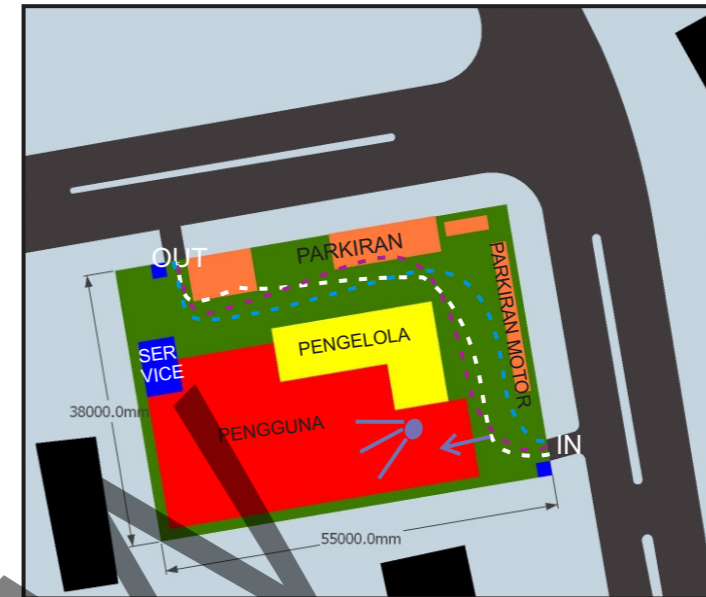 OUT
PARKIRAN
PARKIRAN MOTOR
PENGELOLA
SER
VICE
38000.0mm
PENGGUNA
IN
55000.0mm